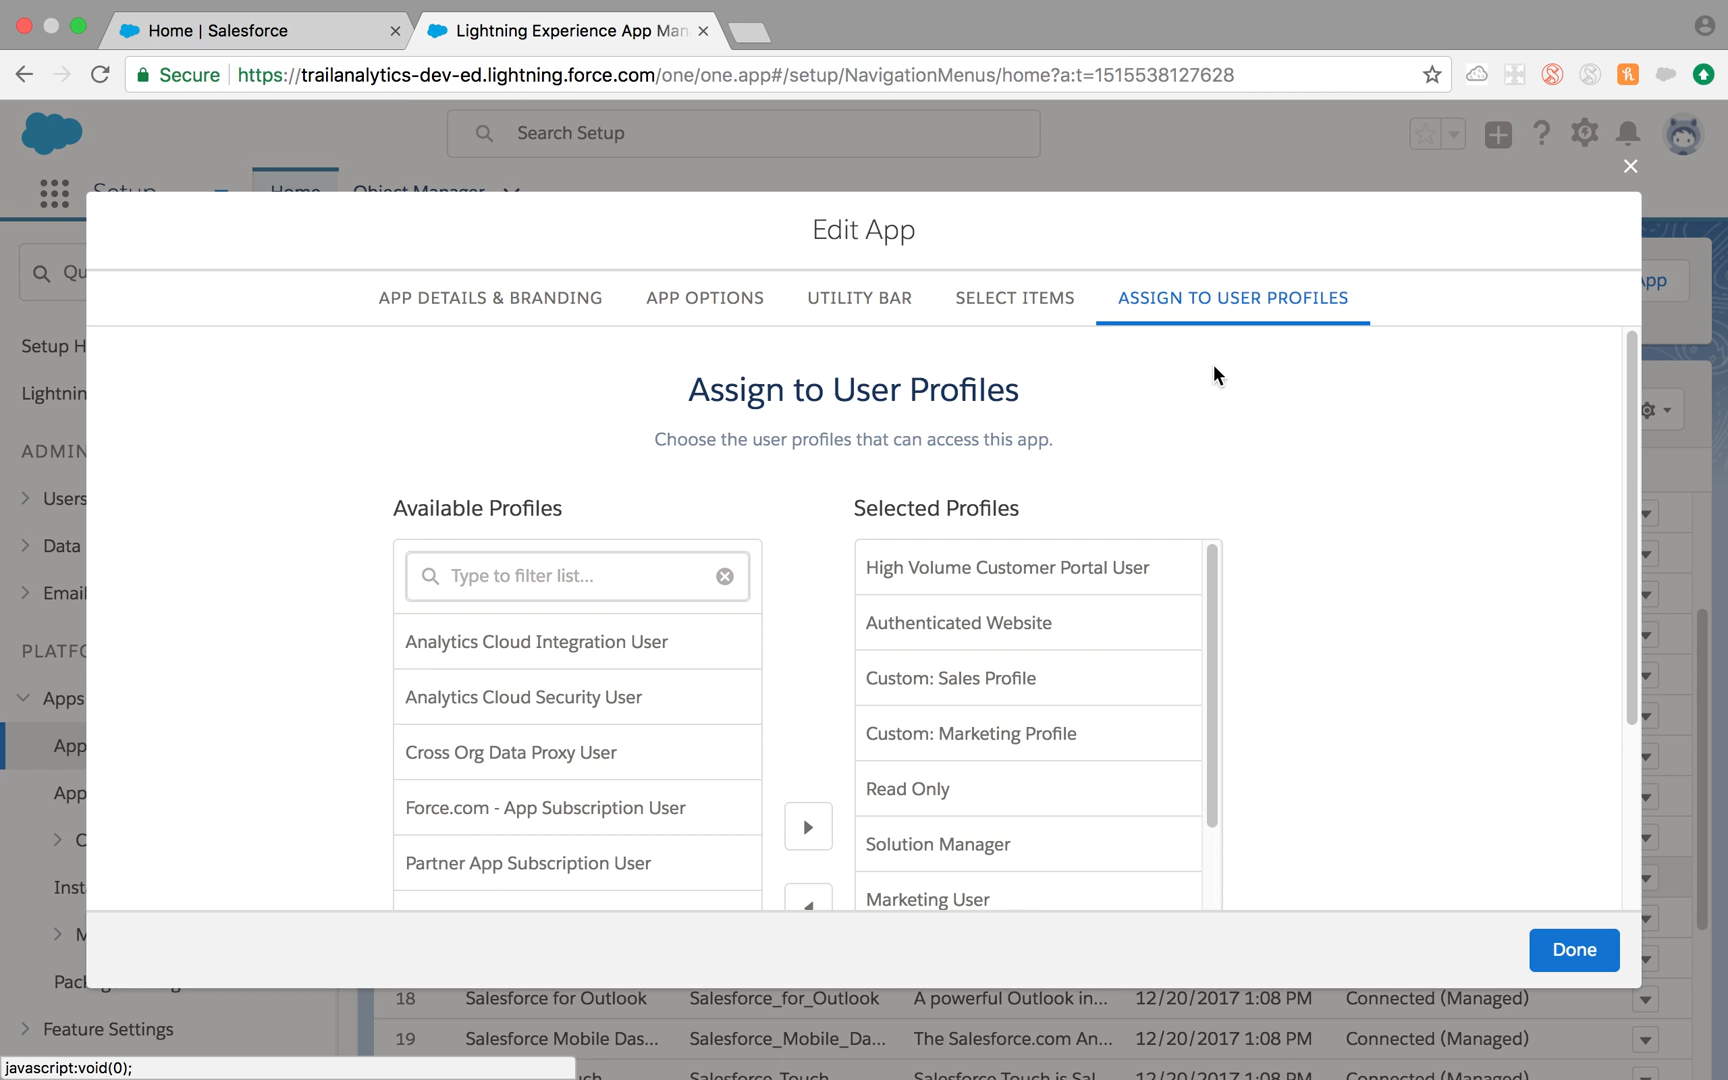 Home | Salesforce
Lightning Experience App Man
Secure https://trailanalytics-dev-ed.lightning.force.com/one/one.app#/setup/NavigationMenus/home?a:t=1515538127628
Search Setup
Setup Home Object Manager
Edit App
APP DETAILS & BRANDING APP OPTIONS UTILITY BAR SELECT ITEMS ASSIGN TO USER PROFILES
Qu
App
Setup H
Lightnin
ADMIN
Users
Data
Email
PLATFO
Apps
App
App
C
Inst
M
Pac
Feature Settings
Assign to User Profiles
Choose the user profiles that can access this app.
Available Profiles
Type to filter list...
Analytics Cloud Integration User
Analytics Cloud Security User
Cross Org Data Proxy User
Force.com - App Subscription User
Partner App Subscription User
Selected Profiles
High Volume Customer Portal User
Authenticated Website
Custom: Sales Profile
Custom: Marketing Profile
Read Only
Solution Manager
Marketing User
Done
18 Salesforce for Outlook Salesforce_for_Outlook A powerful Outlook in... 12/20/2017 1:08 PM Connected (Managed)
19 Salesforce Mobile Das... Salesforce_Mobile_Da... The Salesforce.com An... 12/20/2017 1:08 PM Connected (Managed)
uch Salesforce_Touch Salesforce Touch is Sal 12/20/2017 1:08 PM Connected (Managed)
javascript:void(0);